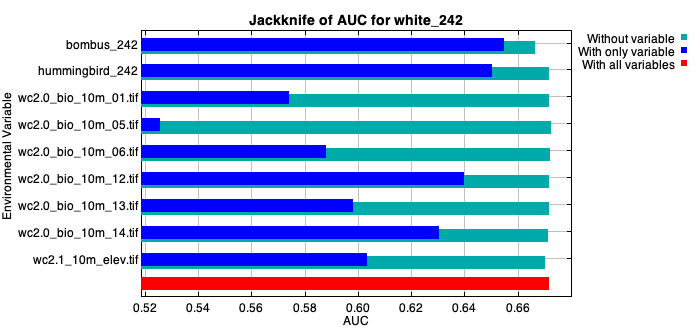 Jackknife of AUC for white_242
Without variable
With only variable
With all variables
Environmental Variable
bombus_242
hummingbird_242
wc2.0_bio_10m_01.tif
wc2.0_bio_10m_05.tif
wc2.0_bio_10m_06.tif
wc2.0_bio_10m_12.tif
wc2.0_bio_10m_13.tif
wc2.0_bio_10m_14.tif
wc2.1_10m_elev.tif
0.52 0.54 0.56 0.58 0.60 0.62 0.64 0.66
AUC